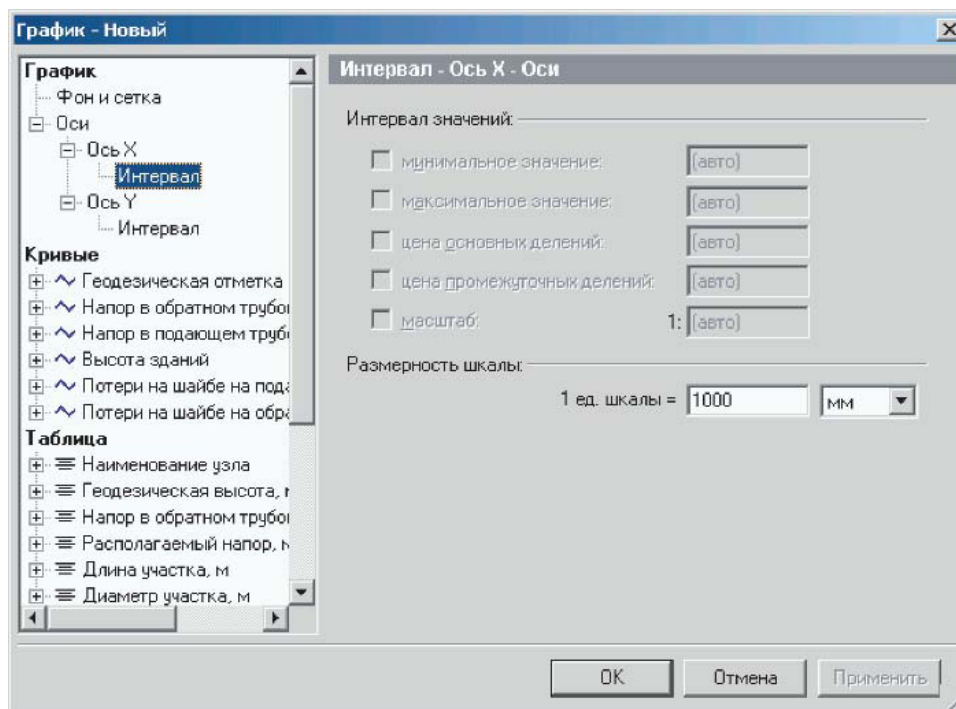 График - Новый
График
Фон и сетка
Оси
Ось X
Интервал
Ось Y
Интервал
Кривые
Геодезическая отметка
Напор в обратном трубо
Напор в подающем трубо
Высота зданий
Потери на шайбе на пода
Потери на шайбе на обра
Таблица
Наименование узла
Геодезическая высота, м
Напор в обратном трубо
Располагаемый напор, м
Длина участка, м
Диаметр участка, м
Интервал - Ось X - Оси
Интервал значений:
минимальное значение: (авто)
максимальное значение: (авто)
цена основных делений: (авто)
цена промежуточных делений: (авто)
масштаб: 1: (авто)
Размерность шкалы:
1 ед. шкалы = 1000 мм
ОК Отмена Применить